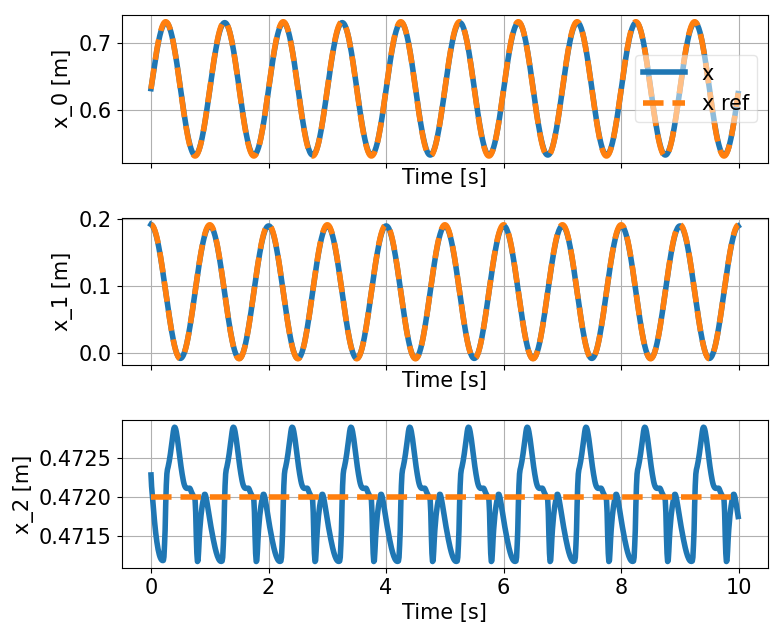 0.7
0.6
x_0 [m]
x
x ref
Time [s]
0.2
0.1
0.0
x_1 [m]
Time [s]
0.4725
0.4720
0.4715
x_2 [m]
0 2 4 6 8 10
Time [s]